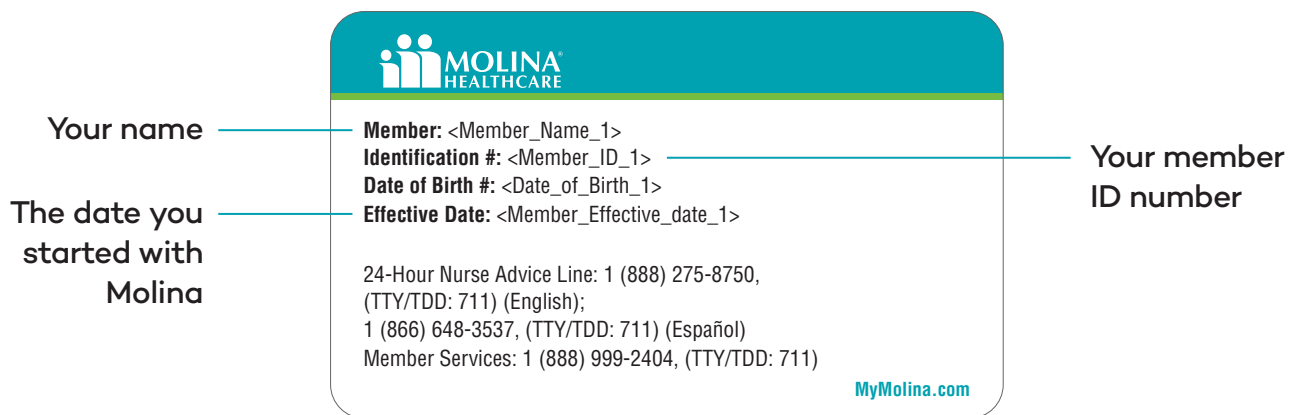 MOLINA®
HEALTHCARE
Your name
Member: <Member_Name_1>
Identification #: <Member_ID_1>
Your member
ID number
Date of Birth #: <Date_of_Birth_1>
The date you
started with
Molina
Effective Date: <Member_Effective_date_1>
24-Hour Nurse Advice Line: 1 (888) 275-8750,
(TTY/TDD: 711) (English);
1 (866) 648-3537, (TTY/TDD: 711) (Español)
Member Services: 1 (888) 999-2404, (TTY/TDD: 711)
MyMolina.com